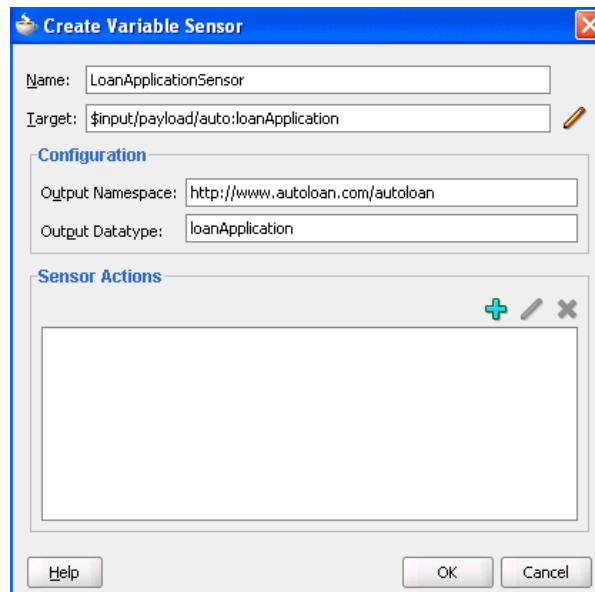 Create Variable Sensor
Name: LoanApplicationSensor
Target: $input/payload/auto:loanApplication
Configuration
Output Namespace: http://www.autoloan.com/autoloan
Output Datatype: loanApplication
Sensor Actions
Help OK Cancel